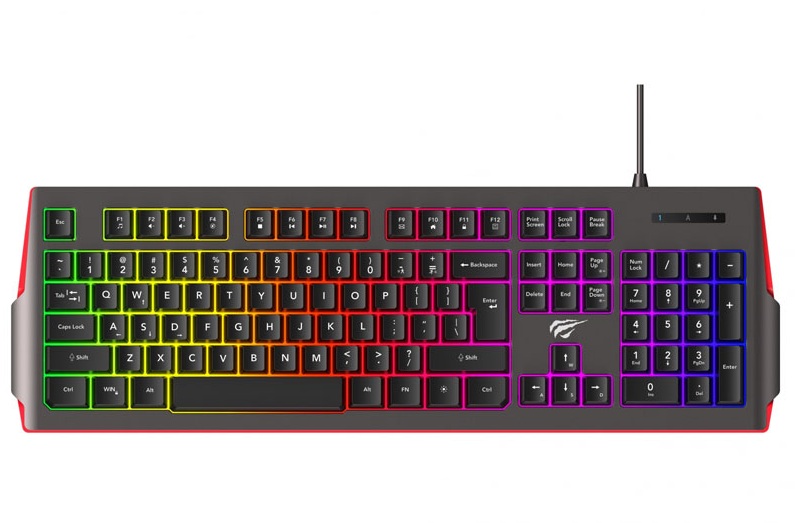 Esc F1 F2 F3 F4 F5 F6 F7 F8 F9 F10 F11 F12 Print Screen Scroll Lock Pause Break 1 A
~ ` ! 1 @ 2 # 3 $ 4 % 5 ^ 6 & 7 * 8 ( 9 ) 0 - + = ← Backspace Insert Home Page Up Num Lock / * -
Tab Q W E R T Y U I O P { [ } ] Enter Delete End Page Down 7 Home 8 ↑ 9 PgUp +
Caps Lock A S D F G H J K L : ; " ' | \ 4 ← 5 6 →
⇧ Shift Z X C V B N M < , > . ? / ⇧ Shift ↑ W 1 End 2 ↓ 3 PgDn Enter
Ctrl WIN Alt Alt FN Ctrl ← A ↓ S → D 0 Ins . Del